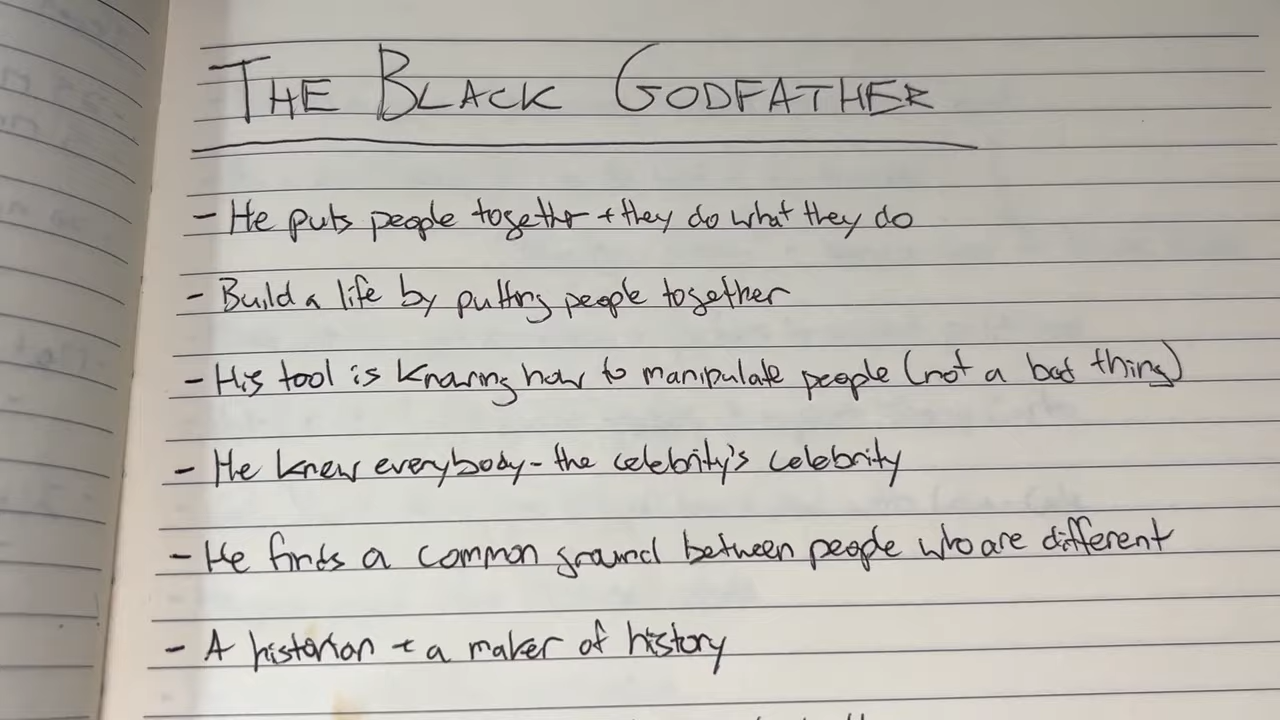 THE BLACK GODFATHER
- He puts people together + they do what they do
- Build a life by putting people together
- His tool is knowing how to manipulate people (not a bad thing)
- He knew everybody - the celebrity's celebrity
- He finds a common ground between people who are different
- A historian + a maker of history